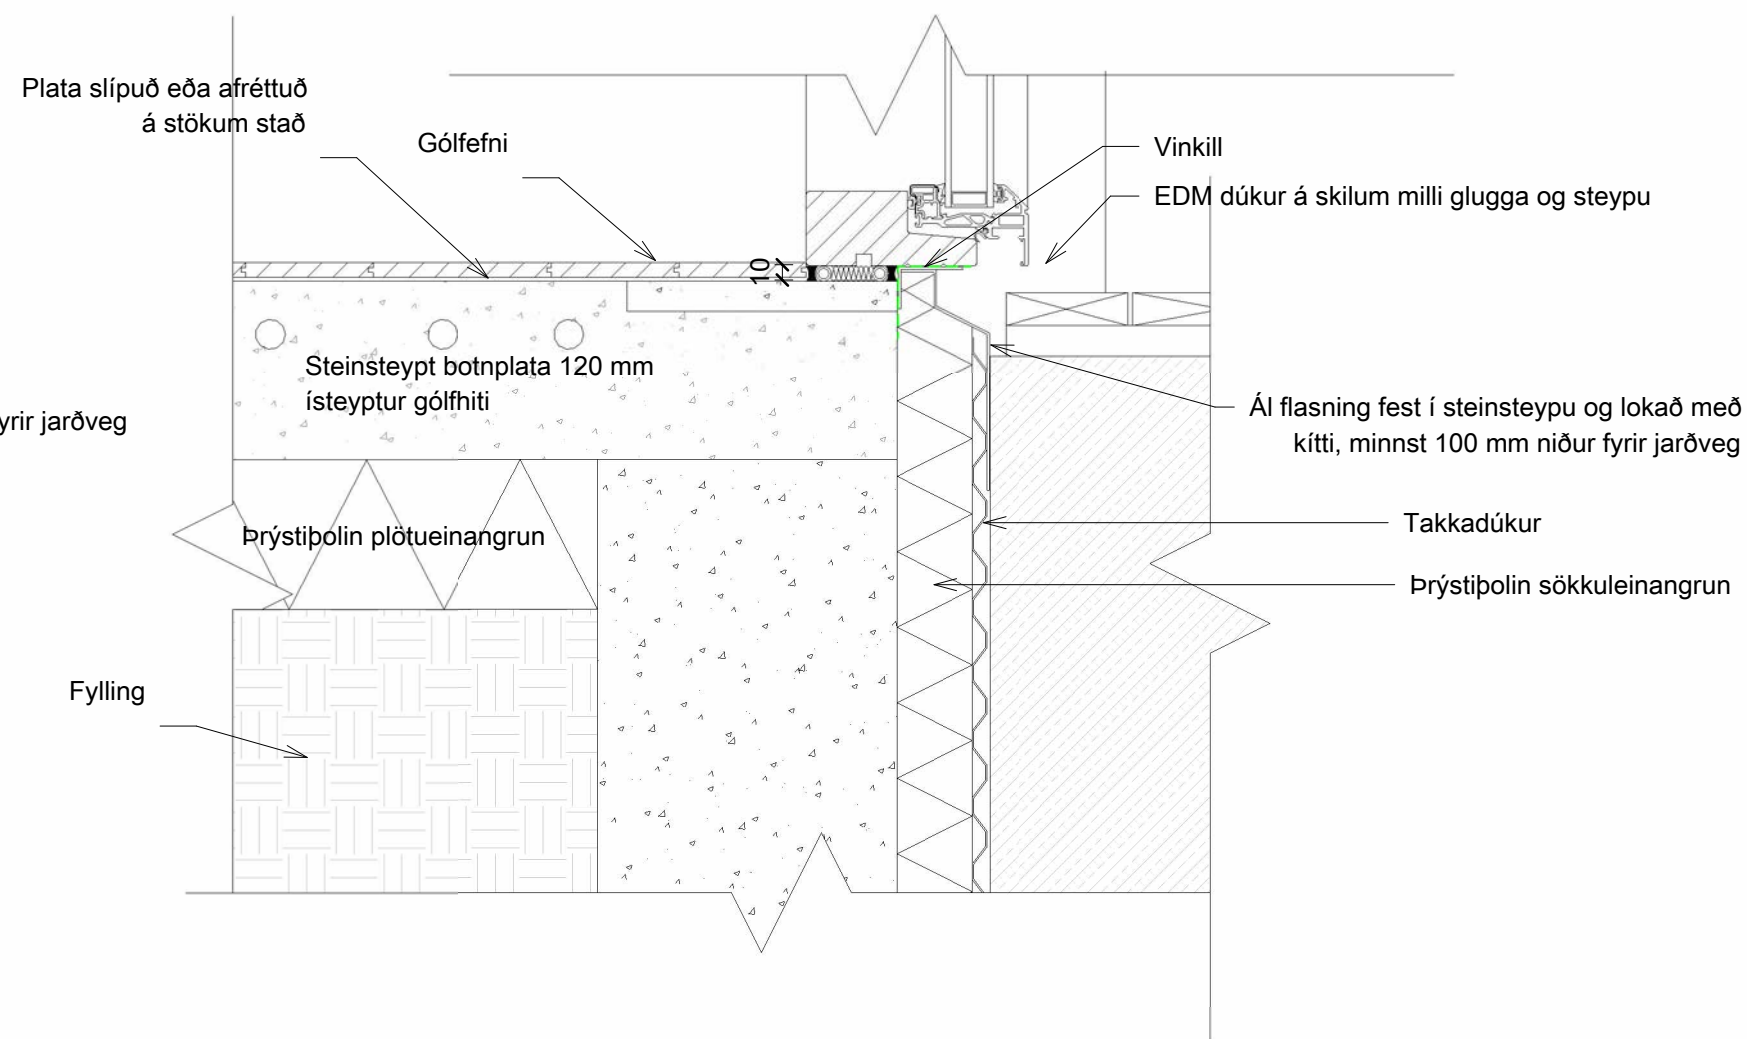 Plata slípuð eða afréttuð
á stökum stað
Gólfefni
Vinkill
EDM dúkur á skilum milli glugga og steypu
10
Steinsteypt botnplata 120 mm
ísteyptur gólfhiti
yrir jarðveg
Ál flasning fest í steinsteypu og lokað með
kítti, minnst 100 mm niður fyrir jarðveg
Þrýstiþolin plötueinangrun
Takkadúkur
Þrýstiþolin sökkuleinangrun
Fylling